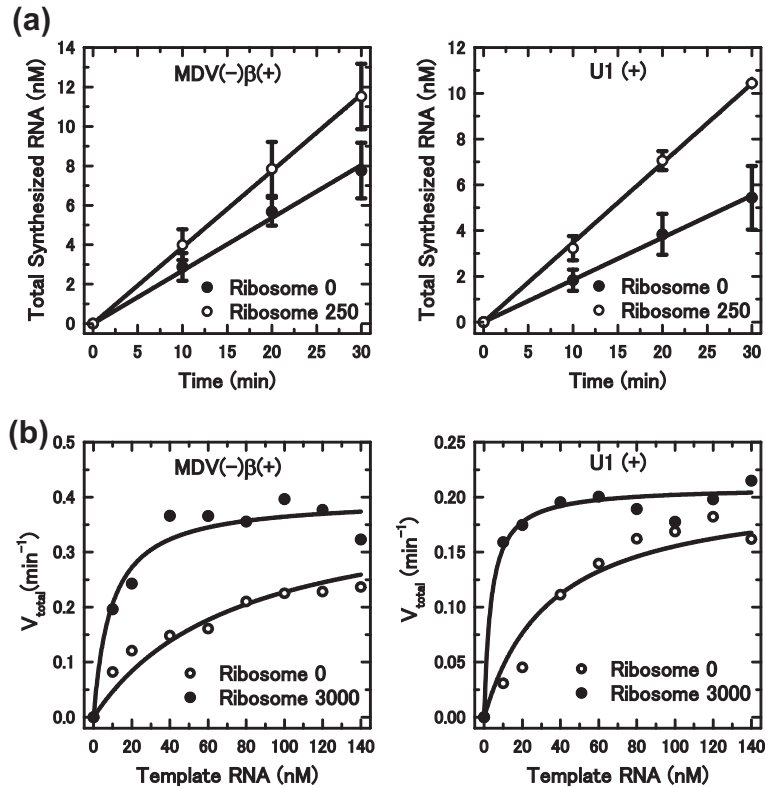 (a)
MDV(-)β(+)
Total Synthesized RNA (nM)
14
12
10
8
6
4
2
0
Ribosome 0
Ribosome 250
0 5 10 15 20 25 30
Time (min)
U1 (+)
Total Synthesized RNA (nM)
12
10
8
6
4
2
0
Ribosome 0
Ribosome 250
0 5 10 15 20 25 30
Time (min)
(b)
MDV(-)β(+)
V_total(min⁻¹)
0.5
0.4
0.3
0.2
0.1
0.0
Ribosome 0
Ribosome 3000
0 20 40 60 80 100 120 140
Template RNA (nM)
U1 (+)
V_total (min⁻¹)
0.25
0.20
0.15
0.10
0.05
0.00
Ribosome 0
Ribosome 3000
0 20 40 60 80 100 120 140
Template RNA (nM)